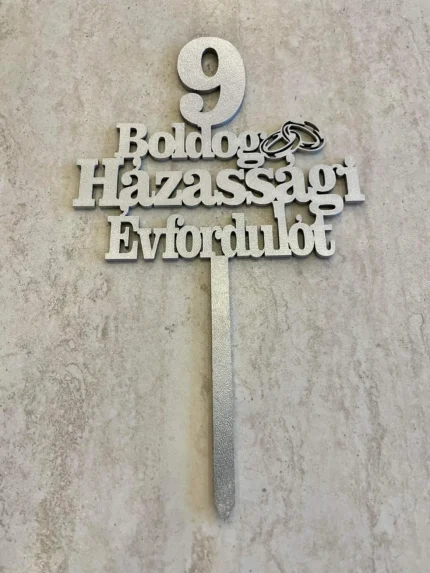 9
Boldog
Házassági
Évfordulót